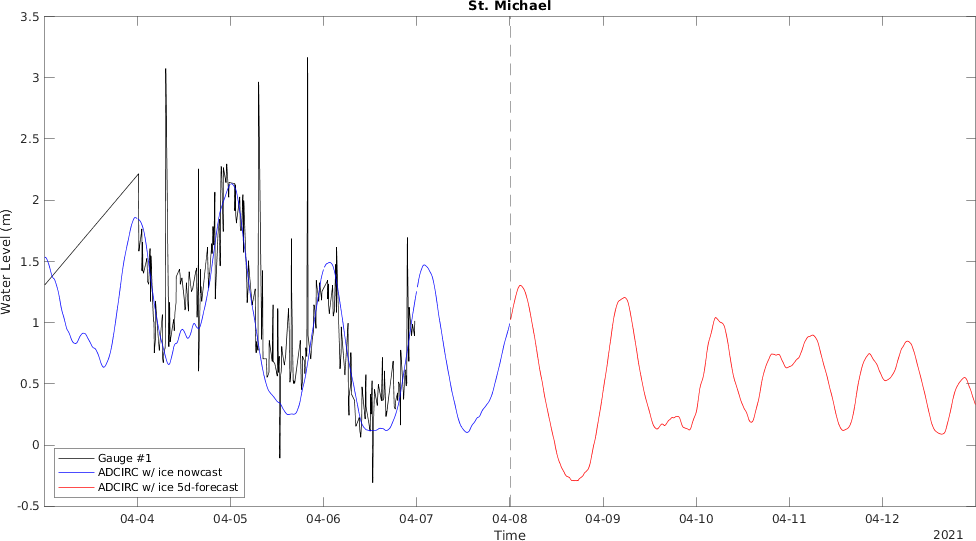 St. Michael
3.5
3
2.5
2
1.5
1
0.5
0
-0.5
Water Level (m)
Gauge #1
ADCIRC w/ ice nowcast
ADCIRC w/ ice 5d-forecast
04-04 04-05 04-06 04-07 04-08 04-09 04-10 04-11 04-12
Time
2021